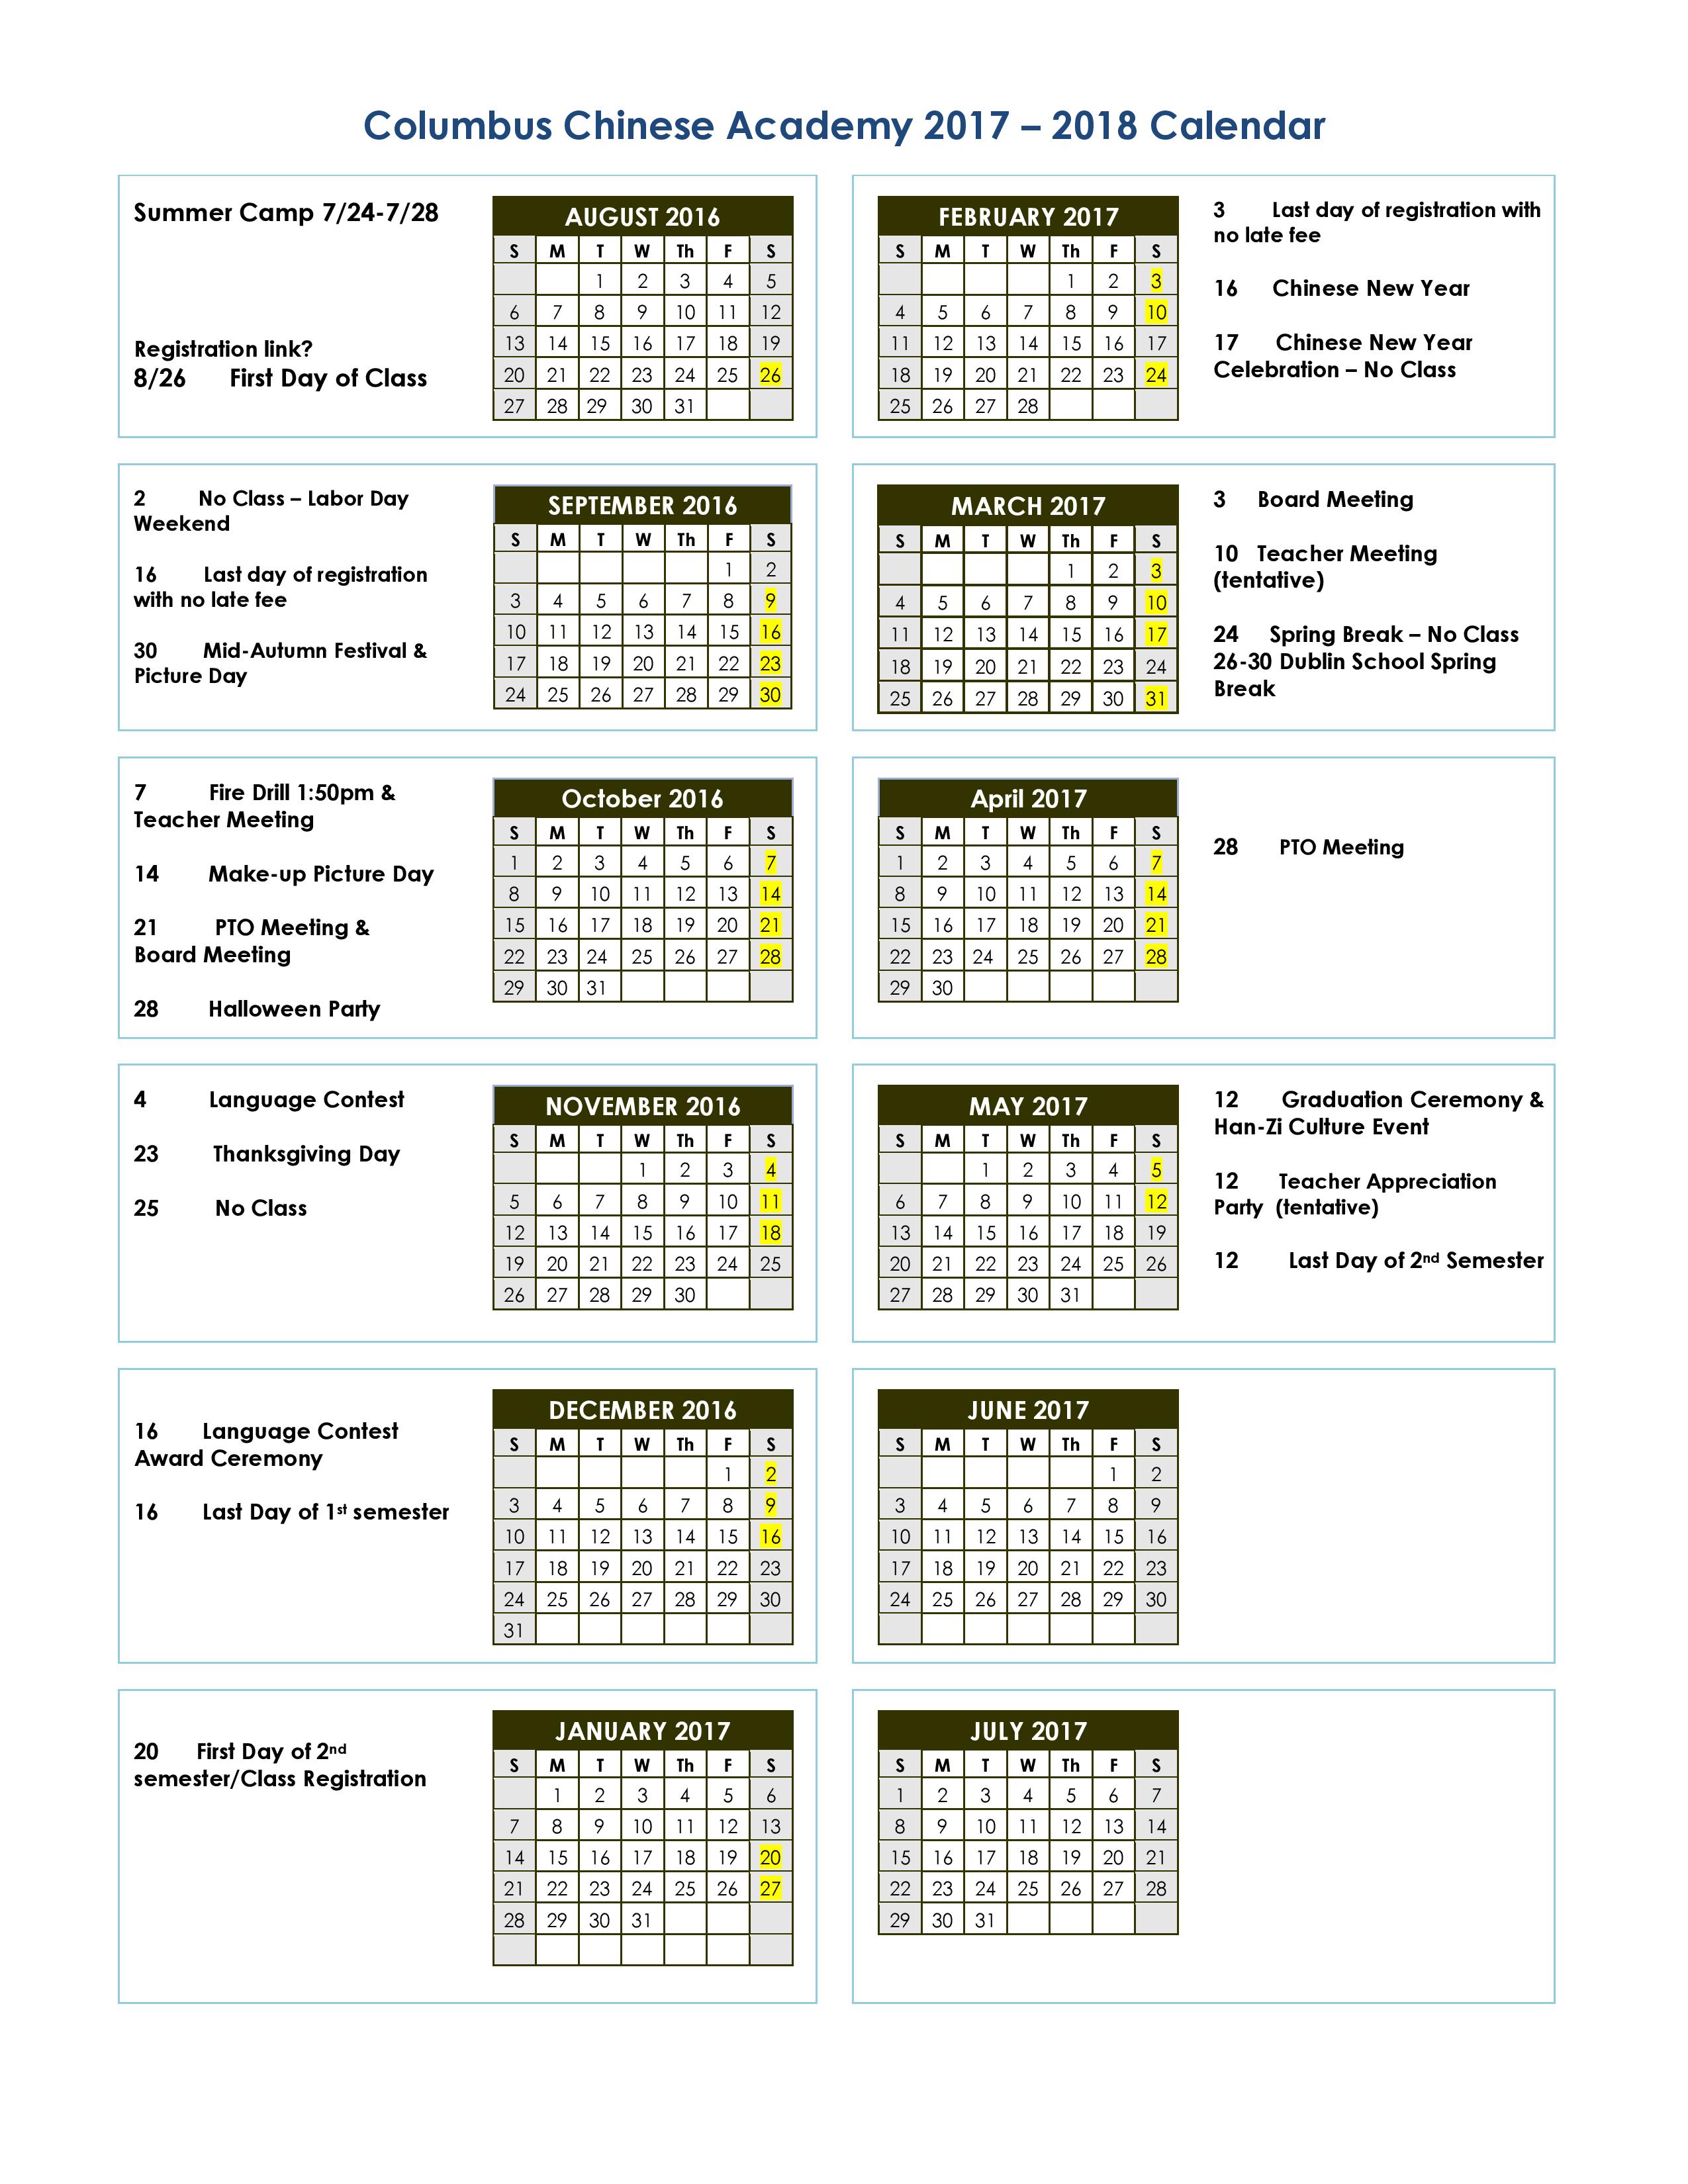 Columbus Chinese Academy 2017 – 2018 Calendar
Summer Camp 7/24-7/28
Registration link?
8/26 First Day of Class
AUGUST 2016
S M T W Th F S
1 2 3 4 5
6 7 8 9 10 11 12
13 14 15 16 17 18 19
20 21 22 23 24 25 26
27 28 29 30 31
FEBRUARY 2017
S M T W Th F S
1 2 3
4 5 6 7 8 9 10
11 12 13 14 15 16 17
18 19 20 21 22 23 24
25 26 27 28
3 Last day of registration with
no late fee
16 Chinese New Year
17 Chinese New Year
Celebration – No Class
2 No Class – Labor Day
Weekend
16 Last day of registration
with no late fee
30 Mid-Autumn Festival &
Picture Day
SEPTEMBER 2016
S M T W Th F S
1 2
3 4 5 6 7 8 9
10 11 12 13 14 15 16
17 18 19 20 21 22 23
24 25 26 27 28 29 30
MARCH 2017
S M T W Th F S
1 2 3
4 5 6 7 8 9 10
11 12 13 14 15 16 17
18 19 20 21 22 23 24
25 26 27 28 29 30 31
3 Board Meeting
10 Teacher Meeting
(tentative)
24 Spring Break – No Class
26-30 Dublin School Spring
Break
7 Fire Drill 1:50pm &
Teacher Meeting
14 Make-up Picture Day
21 PTO Meeting &
Board Meeting
28 Halloween Party
October 2016
S M T W Th F S
1 2 3 4 5 6 7
8 9 10 11 12 13 14
15 16 17 18 19 20 21
22 23 24 25 26 27 28
29 30 31
April 2017
S M T W Th F S
1 2 3 4 5 6 7
8 9 10 11 12 13 14
15 16 17 18 19 20 21
22 23 24 25 26 27 28
29 30
28 PTO Meeting
4 Language Contest
23 Thanksgiving Day
25 No Class
NOVEMBER 2016
S M T W Th F S
1 2 3 4
5 6 7 8 9 10 11
12 13 14 15 16 17 18
19 20 21 22 23 24 25
26 27 28 29 30
MAY 2017
S M T W Th F S
1 2 3 4 5
6 7 8 9 10 11 12
13 14 15 16 17 18 19
20 21 22 23 24 25 26
27 28 29 30 31
12 Graduation Ceremony &
Han-Zi Culture Event
12 Teacher Appreciation
Party (tentative)
12 Last Day of 2nd Semester
16 Language Contest
Award Ceremony
16 Last Day of 1st semester
DECEMBER 2016
S M T W Th F S
1 2
3 4 5 6 7 8 9
10 11 12 13 14 15 16
17 18 19 20 21 22 23
24 25 26 27 28 29 30
31
JUNE 2017
S M T W Th F S
1 2
3 4 5 6 7 8 9
10 11 12 13 14 15 16
17 18 19 20 21 22 23
24 25 26 27 28 29 30
20 First Day of 2nd
semester/Class Registration
JANUARY 2017
S M T W Th F S
1 2 3 4 5 6
7 8 9 10 11 12 13
14 15 16 17 18 19 20
21 22 23 24 25 26 27
28 29 30 31
JULY 2017
S M T W Th F S
1 2 3 4 5 6 7
8 9 10 11 12 13 14
15 16 17 18 19 20 21
22 23 24 25 26 27 28
29 30 31